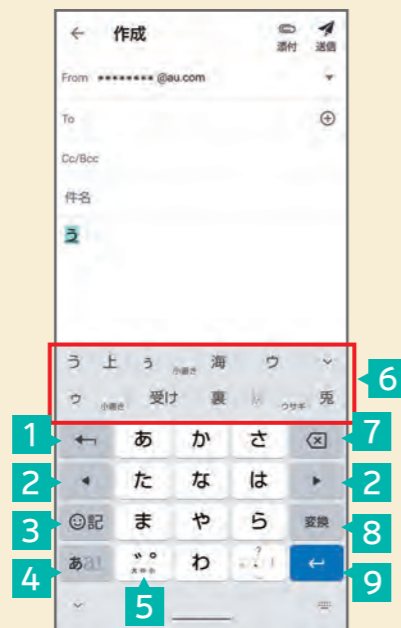 ← 作成
添付 送信
From ******** @au.com
To
Cc/Bcc
件名
う
う 上 ぅ 小書き 海 ウ
ゥ 小書き 受け 裏 ウサギ 兎
6
1 あ か さ 7
2 た な は 2
3 記 ま や ら 変換 8
4 あa1 大⇔小 わ 9
5